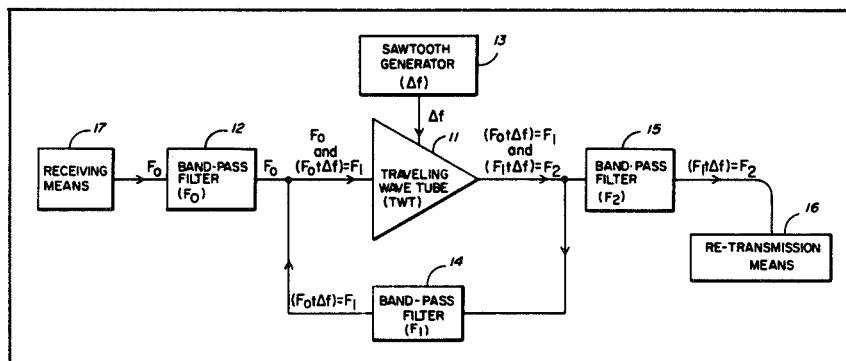 13
SAWTOOTH
GENERATOR
(Δf)
Δf
17
RECEIVING
MEANS
F₀
12
BAND-PASS
FILTER
(F₀)
F₀
F₀
and
(F₀±Δf)=F₁
11
TRAVELING
WAVE TUBE
(TWT)
(F₀±Δf)=F₁
and
(F₁±Δf)=F₂
15
BAND-PASS
FILTER
(F₂)
(F₁±Δf)=F₂
16
RE-TRANSMISSION
MEANS
(F₀±Δf)=F₁
14
BAND-PASS
FILTER
(F₁)